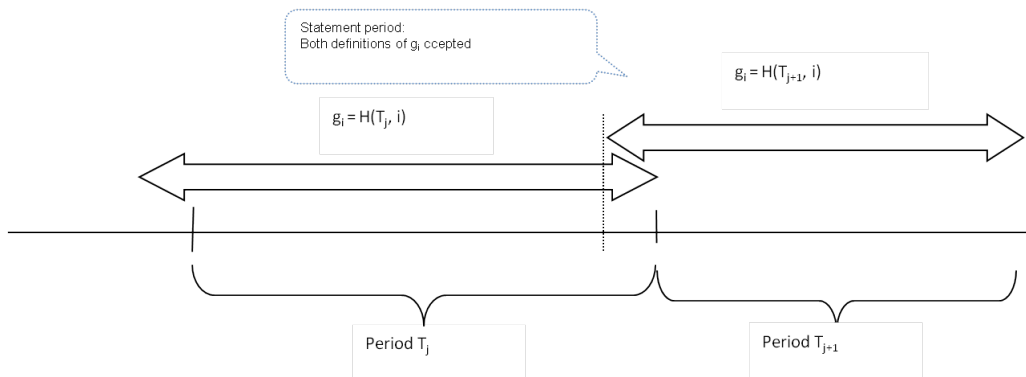 Statement period:
Both definitions of gᵢ ccepted
gᵢ = H(Tⱼ₊₁, i)
gᵢ = H(Tⱼ, i)
Period Tⱼ
Period Tⱼ₊₁